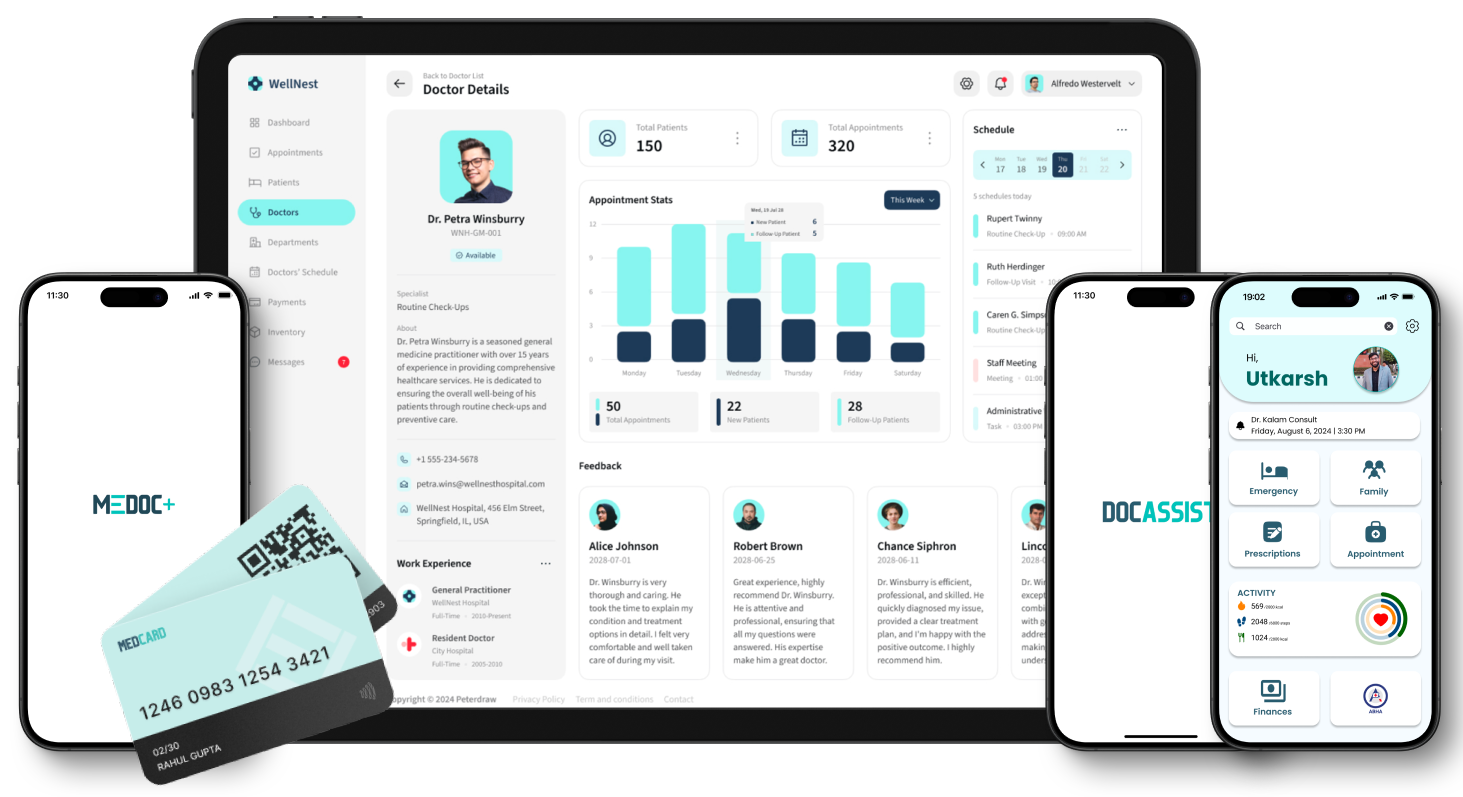 WellNest
Dashboard
Appointments
Patients
Doctors
Departments
Doctors' Schedule
Payments
Inventory
Messages
7
Back to Doctor List
Doctor Details
Alfredo Westervelt
Dr. Petra Winsburry
WNH-GM-001
Available
Specialist
Routine Check-Ups
About
Dr. Petra Winsburry is a seasoned general
medicine practitioner with over 15 years
of experience in providing comprehensive
healthcare services. He is dedicated to
ensuring the overall well-being of his
patients through routine check-ups and
preventive care.
+1 555-234-5678
petra.wins@wellnesthospital.com
WellNest Hospital, 456 Elm Street,
Springfield, IL, USA
Work Experience
General Practitioner
WellNest Hospital
Full-Time • 2010-Present
Resident Doctor
City Hospital
Full-Time • 2005-2010
Total Patients
150
Total Appointments
320
Appointment Stats
This Week
Wed, 19 Jul 28
New Patient 6
Follow-Up Patient 5
12
9
6
3
0
Monday Tuesday Wednesday Thursday Friday Saturday
50
Total Appointments
22
New Patients
28
Follow-Up Patients
Schedule
Mon Tue Wed Thu Fri Sat
17 18 19 20 21 22
5 schedules today
Rupert Twinny
Routine Check-Up • 09:00 AM
Ruth Herdinger
Follow-Up Visit • 10
Caren G. Simps
Routine Check-Up
Staff Meeting
Meeting • 01:00
Administrative
Task • 03:00 PM
Feedback
Alice Johnson
2028-07-01
Dr. Winsburry is very
thorough and caring. He
took the time to explain my
condition and treatment
options in detail. I felt very
comfortable and well taken
care of during my visit.
Robert Brown
2028-06-25
Great experience, highly
recommend Dr. Winsburry.
He is attentive and
professional, ensuring that
all my questions were
answered. His expertise
make him a great doctor.
Chance Siphron
2028-06-11
Dr. Winsburry is efficient,
professional, and skilled. He
quickly diagnosed my issue,
provided a clear treatment
plan, and I'm happy with the
positive outcome. I highly
recommend him.
Linco
2028-0
Dr. Win
except
combi
with g
addres
making
unders
opyright © 2024 Peterdraw
Privacy Policy
Term and conditions
Contact
11:30
MEDOC+
903
MEDCARD
1246 0983 1254 3421
02/30
RAHUL GUPTA
11:30
DOCASSIST
19:02
Search
Hi,
Utkarsh
Dr. Kalam Consult
Friday, August 6, 2024 | 3:30 PM
Emergency
Family
Prescriptions
Appointment
ACTIVITY
569
2048
1024
Finances
ABHA